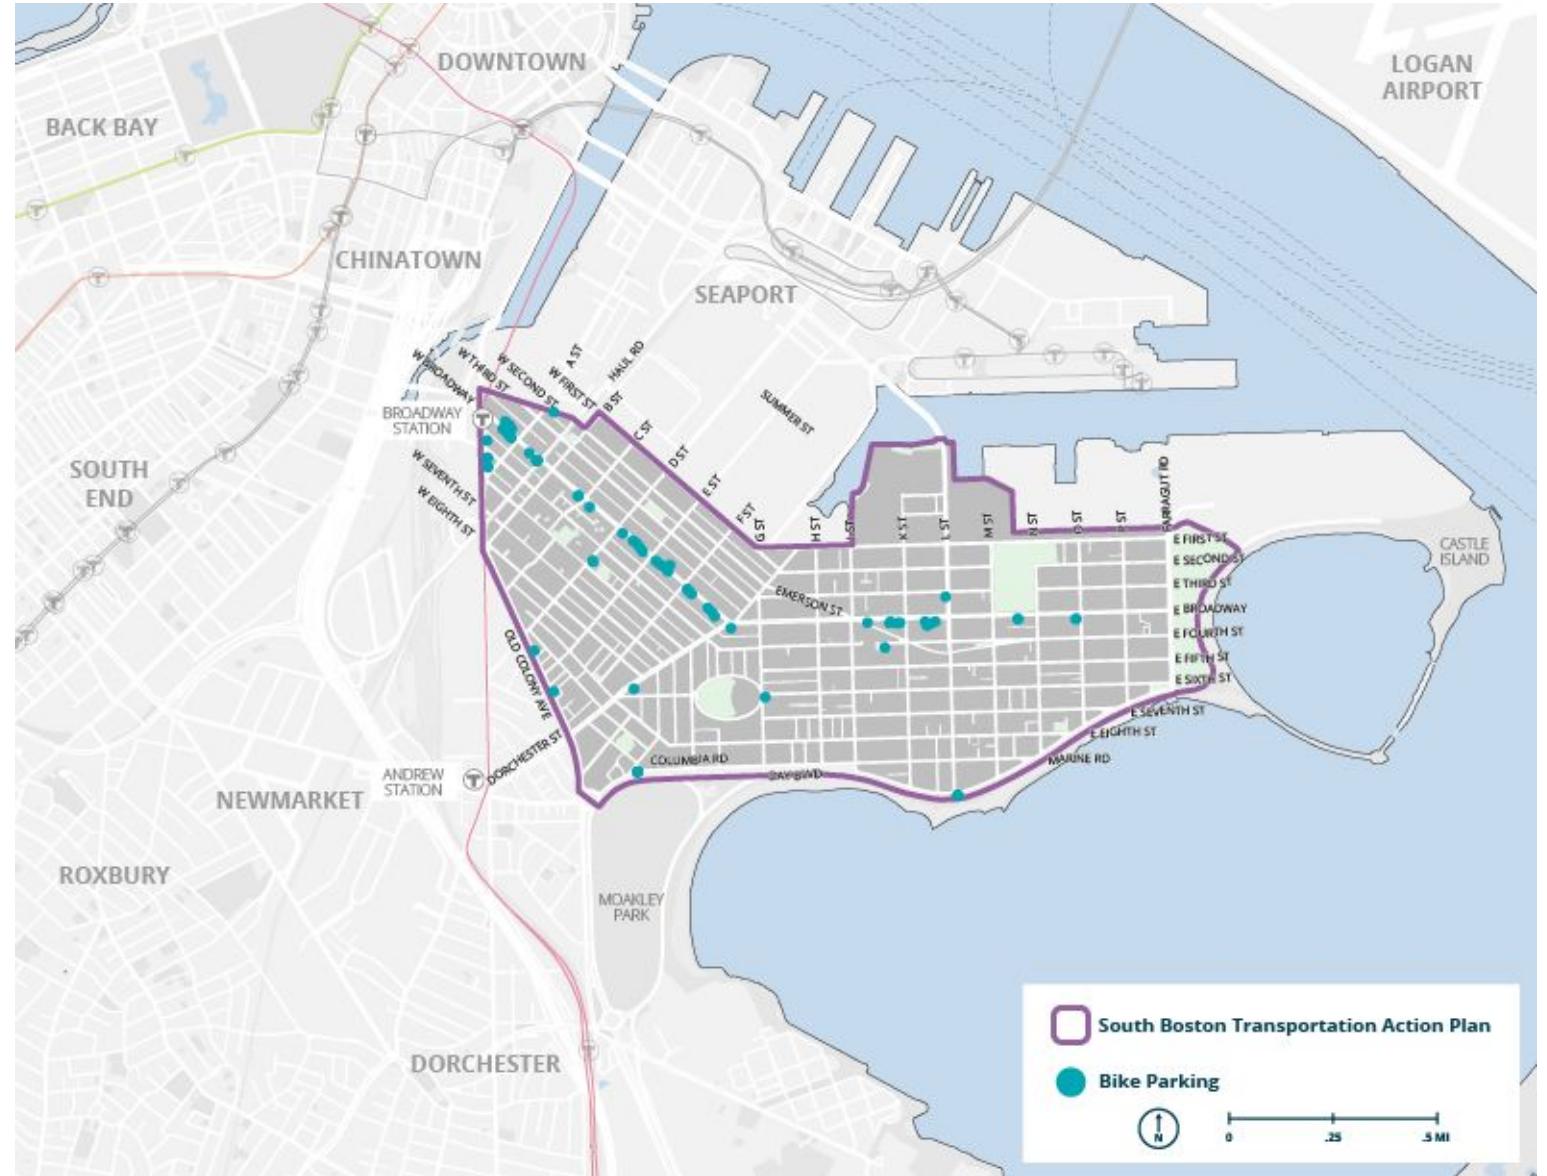 DOWNTOWN
LOGAN
AIRPORT
BACK BAY
CHINATOWN
SEAPORT
W BROADWAY
W THIRD ST
W SECOND ST
W FIRST ST
A ST
HAUL RD
B ST
C ST
D ST
E ST
F ST
G ST
H ST
K ST
L ST
M ST
N ST
SUMMER ST
FARRAGUT RD
BROADWAY
STATION
SOUTH
END
W SEVENTH ST
W EIGHTH ST
E FIRST ST
E SECOND ST
E THIRD ST
E BROADWAY
E FOURTH ST
E FIFTH ST
E SIXTH ST
E SEVENTH ST
E EIGHTH ST
MARINE RD
CASTLE
ISLAND
EMERSON ST
OLD COLONY AVE
DORCHESTER ST
COLUMBIA RD
DAY BLVD
ANDREW
STATION
NEWMARKET
ROXBURY
MOAKLEY
PARK
DORCHESTER
South Boston Transportation Action Plan
Bike Parking
N
0 .25 .5 MI